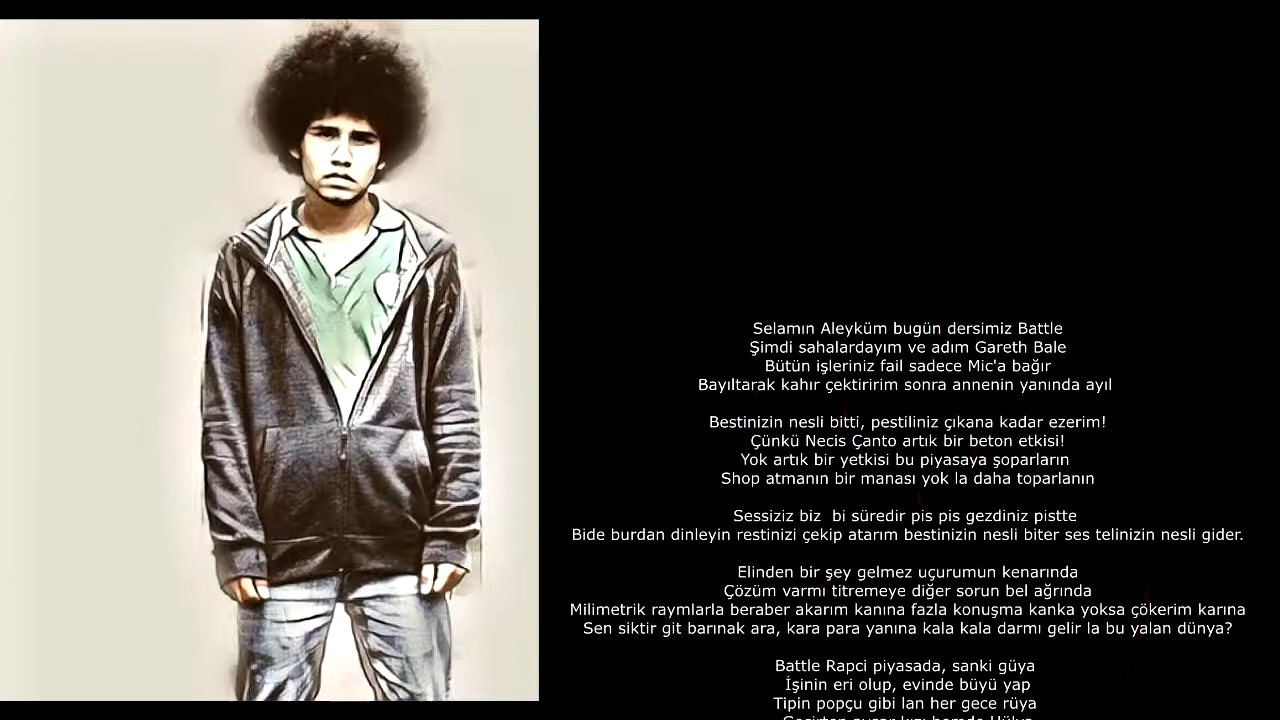 Selamın Aleyküm bugün dersimiz Battle
Şimdi sahalardayım ve adım Gareth Bale
Bütün işleriniz fail sadece Mic'a bağır
Bayıltarak kahır çektiririm sonra annenin yanında ayıl
Bestinizin nesli bitti, pestiliniz çıkana kadar ezerim!
Çünkü Necis Çanto artık bir beton etkisi!
Yok artık bir yetkisi bu piyasaya şoparların
Shop atmanın bir manası yok la daha toparlanın
Sessiziz biz  bi süredir pis pis gezdiniz pistte
Bide burdan dinleyin restinizi çekip atarım bestinizin nesli biter ses telinizin nesli gider.
Elinden bir şey gelmez uçurumun kenarında
Çözüm varmı titremeye diğer sorun bel ağrında
Milimetrik raymlarla beraber akarım kanına fazla konuşma kanka yoksa çökerim karına
Sen siktir git barınak ara, kara para yanına kala kala darmı gelir la bu yalan dünya?
Battle Rapci piyasada, sanki güya
İşinin eri olup, evinde büyü yap
Tipin popçu gibi lan her gece rüya